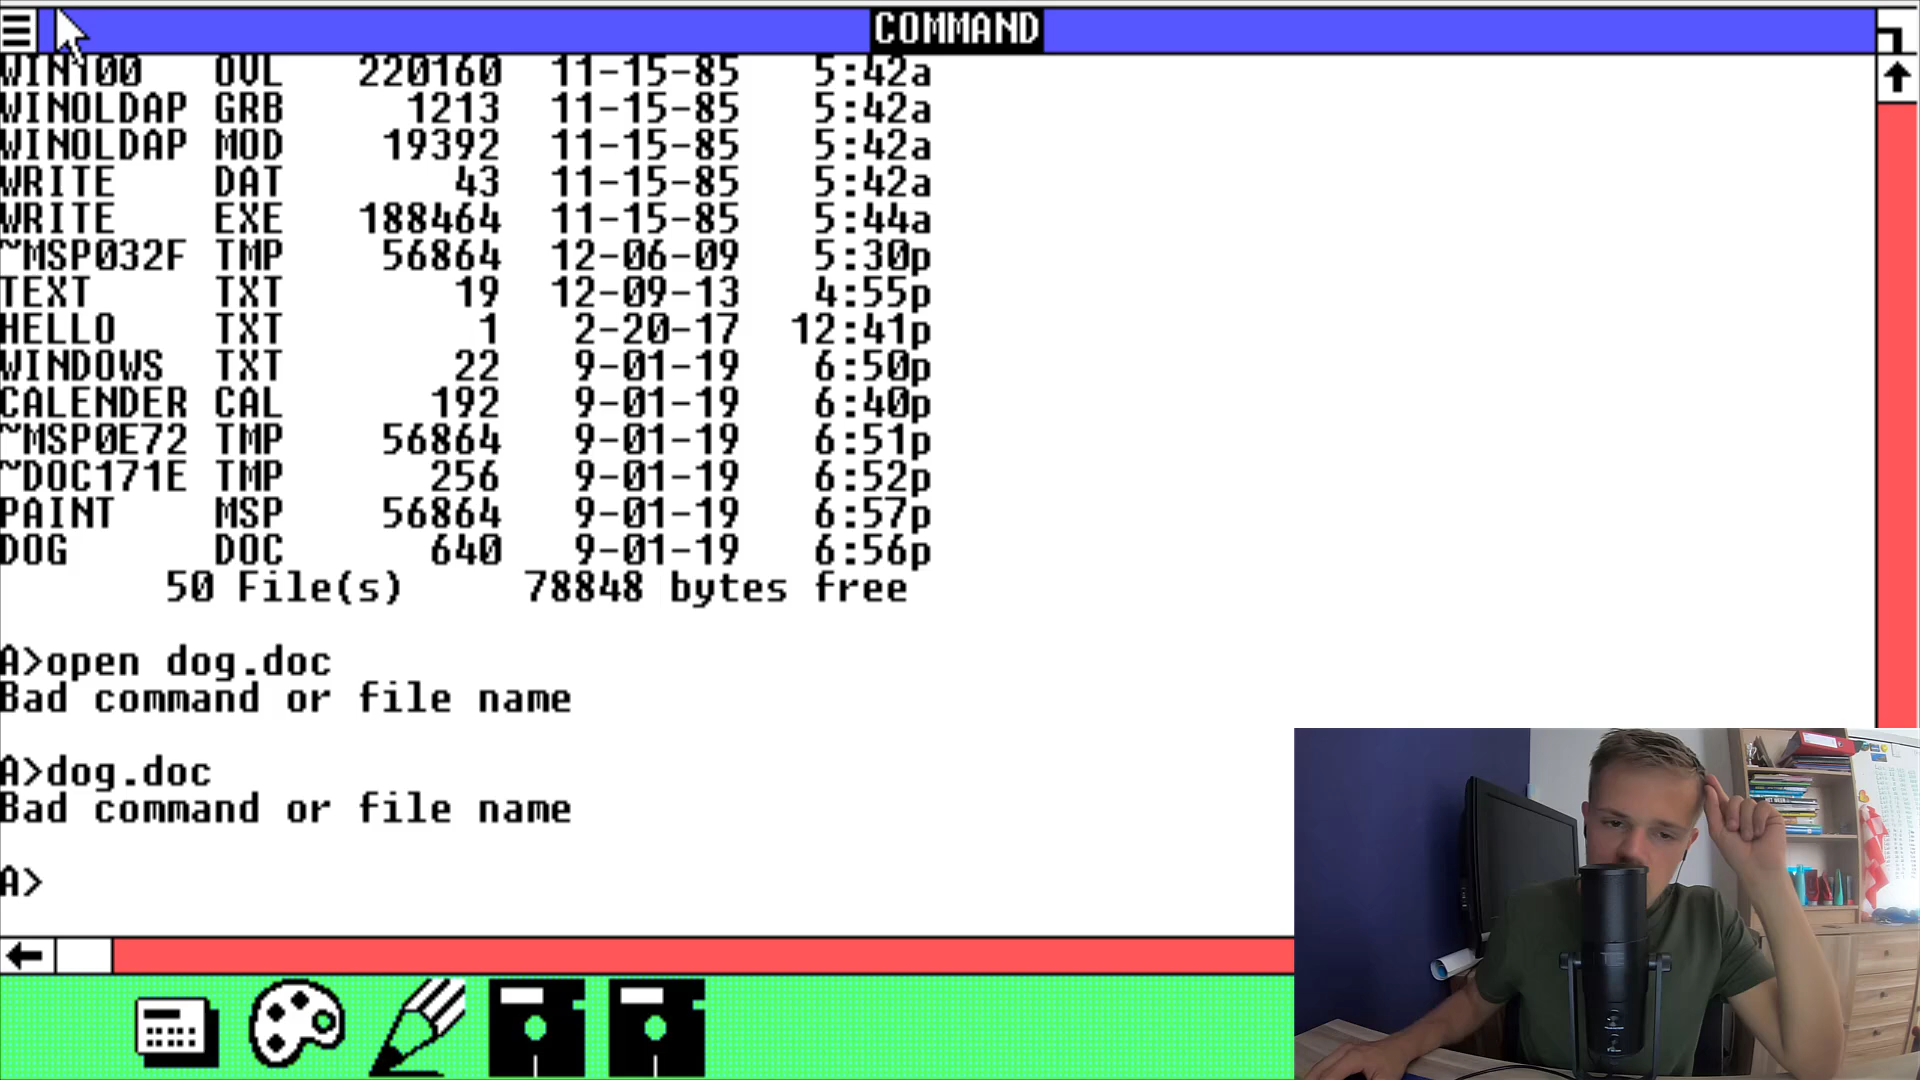 COMMAND
WIN100 OVL 220160 11-15-85 5:42a
WINOLDAP GRB 1213 11-15-85 5:42a
WINOLDAP MOD 19392 11-15-85 5:42a
WRITE DAT 43 11-15-85 5:42a
WRITE EXE 188464 11-15-85 5:44a
~MSP032F TMP 56864 12-06-09 5:30p
TEXT TXT 19 12-09-13 4:55p
HELLO TXT 1 2-20-17 12:41p
WINDOWS TXT 22 9-01-19 6:50p
CALENDER CAL 192 9-01-19 6:40p
~MSP0E72 TMP 56864 9-01-19 6:51p
~DOC171E TMP 256 9-01-19 6:52p
PAINT MSP 56864 9-01-19 6:57p
DOG DOC 640 9-01-19 6:56p
50 File(s) 78848 bytes free
A>open dog.doc
Bad command or file name
A>dog.doc
Bad command or file name
A>